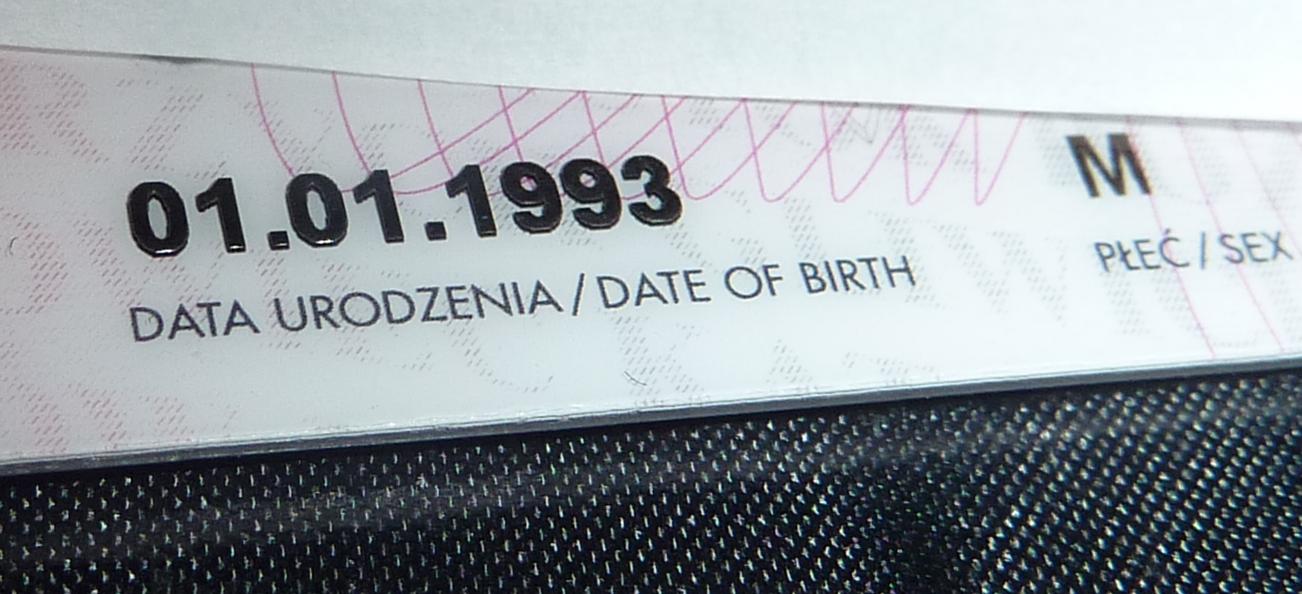 01.01.1993 M
DATA URODZENIA / DATE OF BIRTH PŁEĆ / SEX